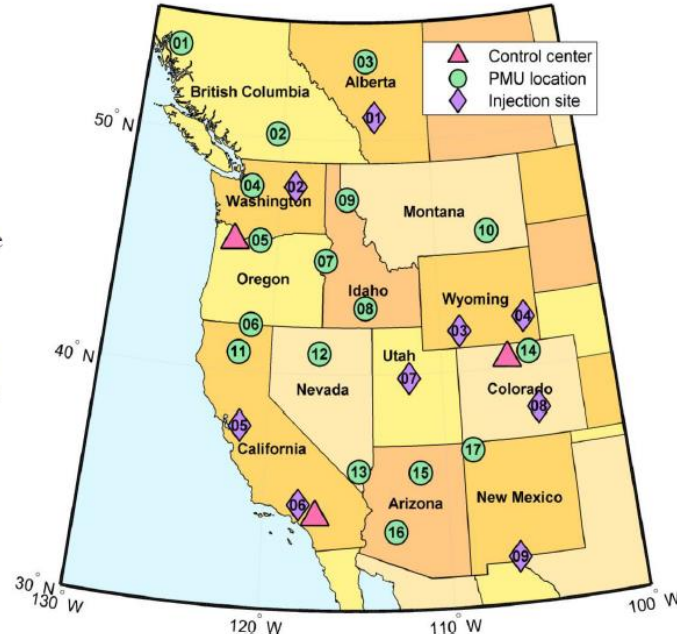 Control center
PMU location
Injection site
01
03
Alberta
British Columbia
01
50° N
02
04
02
Washington
09
Montana
05
10
07
Oregon
Idaho
08
Wyoming
04
06
03
40° N
11
12
14
Utah
07
Nevada
Colorado
08
05
California
17
13
15
06
Arizona
New Mexico
16
09
30° N
130° W
120° W
110° W
100° W
e